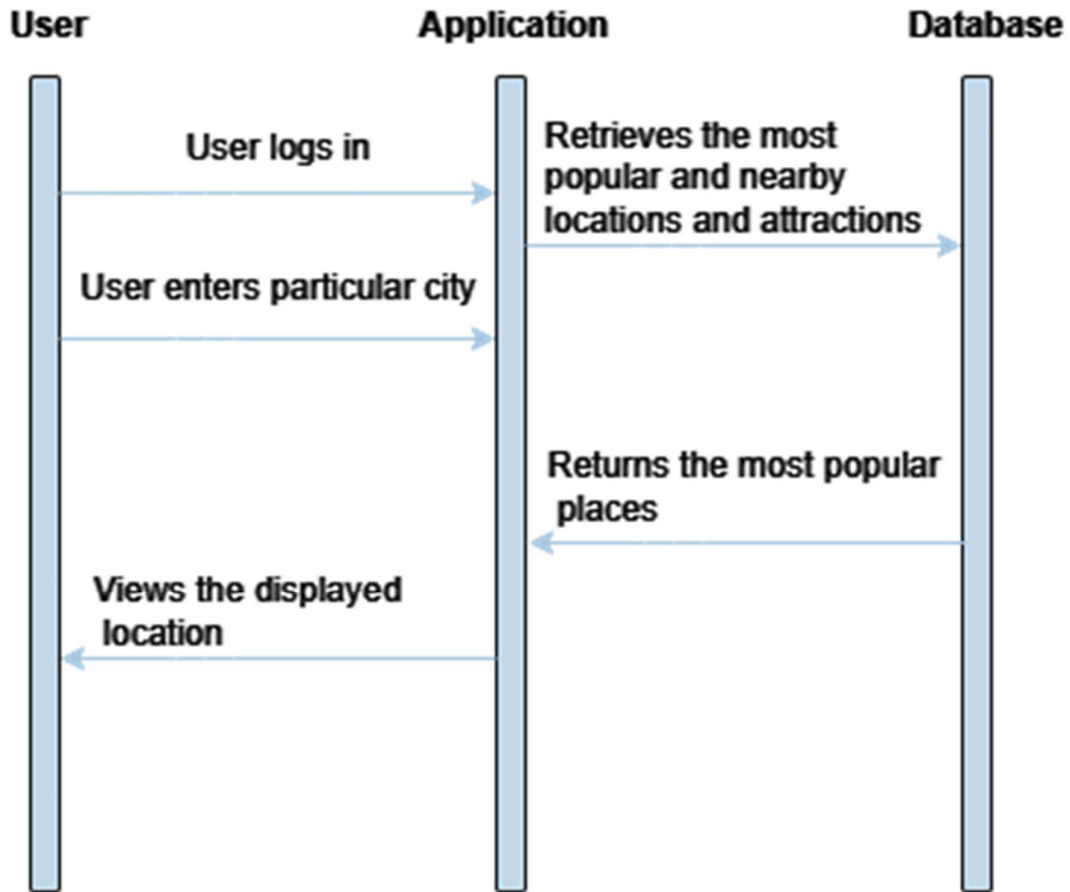 User
Application
Database
User logs in
Retrieves the most
popular and nearby
locations and attractions
User enters particular city
Returns the most popular
places
Views the displayed
location